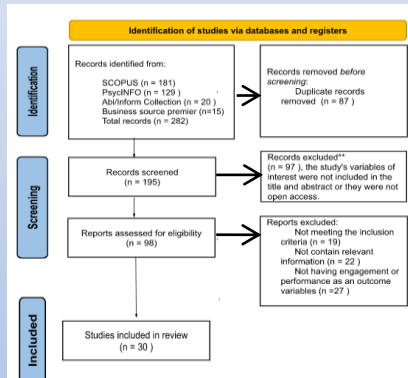 Identification of studies via databases and registers
Identification
Records identified from:
SCOPUS (n = 181)
PsycINFO (n = 129 )
Abi/Inform Collection (n = 20 )
Business source premier (n=15)
Total records (n = 282)
Records removed before
screening:
Duplicate records
removed (n = 87 )
Screening
Records screened
(n = 195)
Records excluded**
(n = 97 ), the study's variables of
interest were not included in the
title and abstract or they were not
open access.
Reports assessed for eligibility
(n = 98)
Reports excluded:
Not meeting the inclusion
criteria (n = 19)
Not contain relevant
information (n = 22 )
Not having engagement or
performance as an outcome
variables (n =27 )
Included
Studies included in review
(n = 30 )